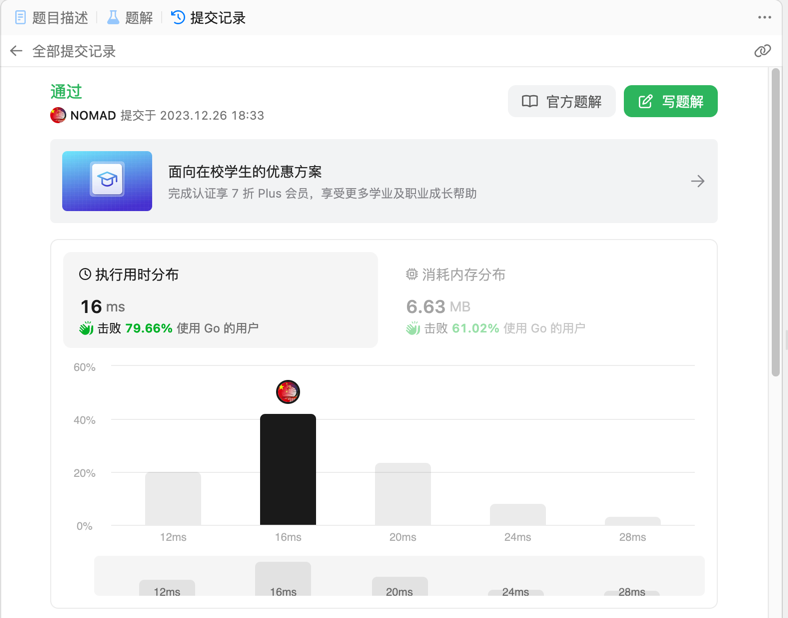 题目描述 题解 提交记录
全部提交记录
通过
NOMAD 提交于 2023.12.26 18:33
官方题解 写题解
面向在校学生的优惠方案
完成认证享 7 折 Plus 会员，享受更多学业及职业成长帮助
执行用时分布 消耗内存分布
16 ms 6.63 MB
击败 79.66% 使用 Go 的用户 击败 61.02% 使用 Go 的用户
60%
40%
20%
0%
12ms 16ms 20ms 24ms 28ms
12ms 16ms 20ms 24ms 28ms